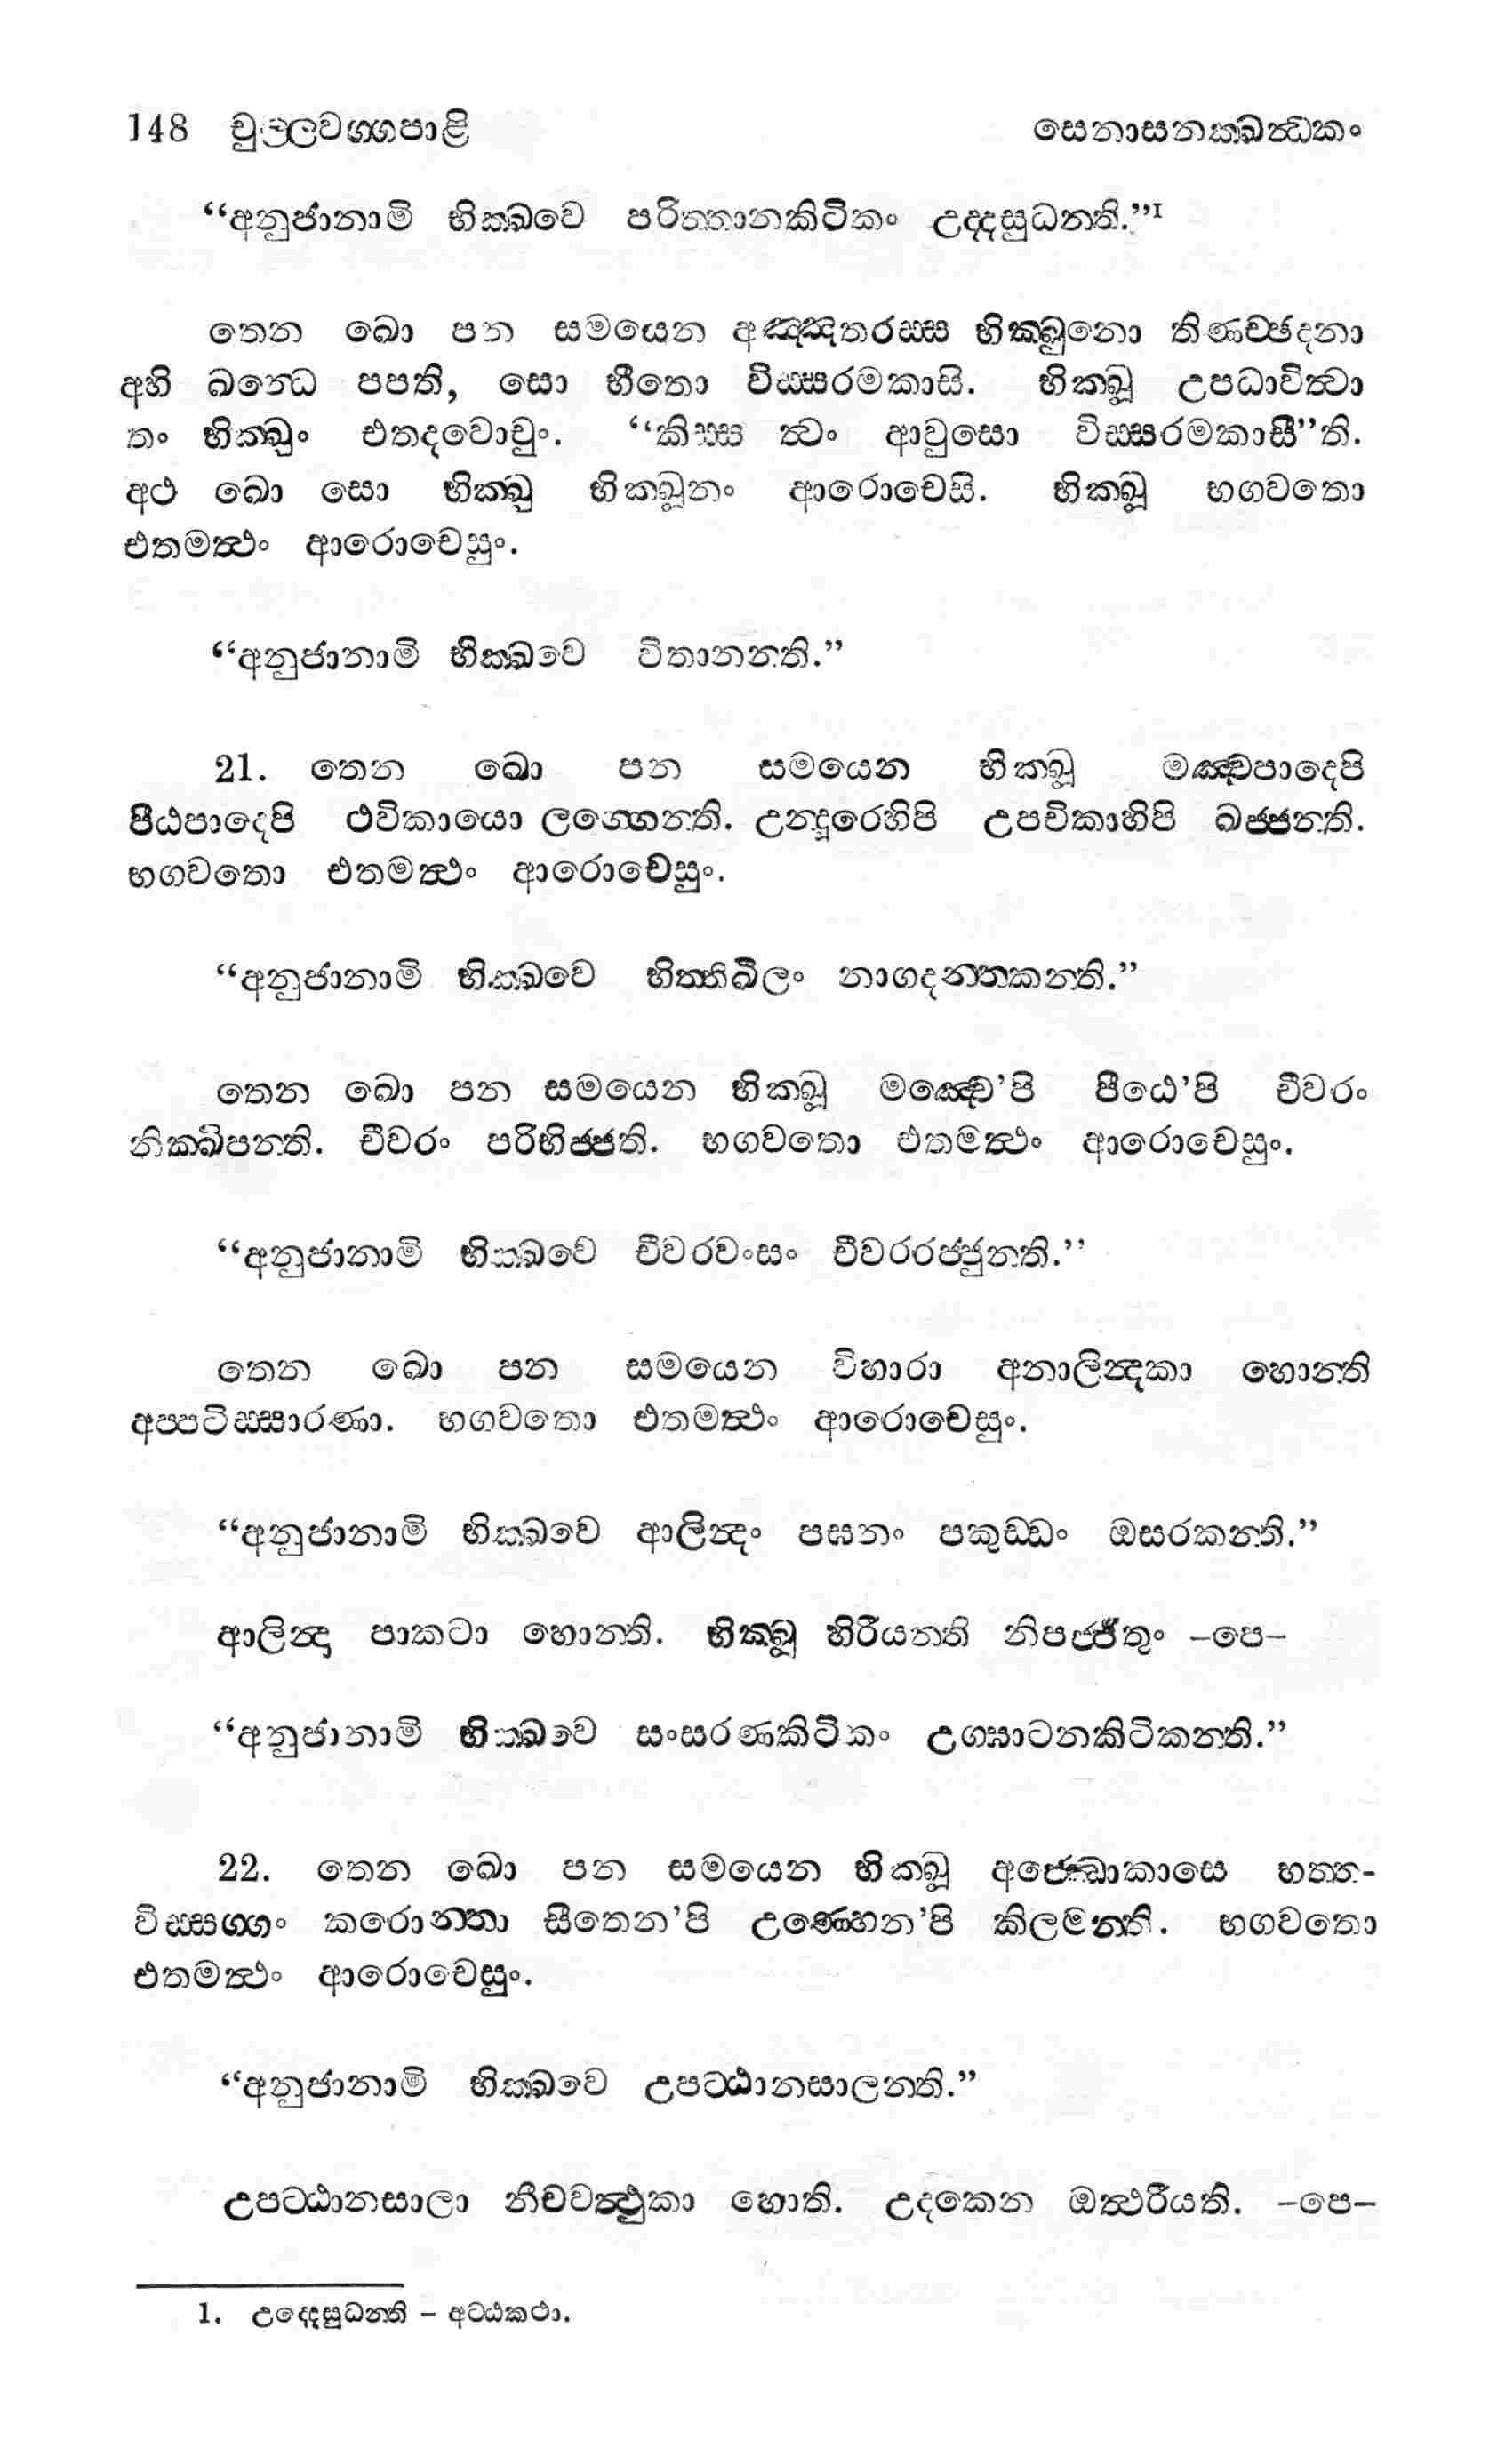 148 චුල්ලවග්ගපාළි සෙනාසනක්ඛන්ධකං
“අනුජානාමි භික්ඛවෙ පරිත්තානකිටිකං උද්දසුධන්ති.”1
තෙන ඛො පන සමයෙන අඤ්ඤතරස්ස භික්ඛුනො තිණච්ඡදනා
අහි ඛන්ධෙ පපති, සො භීතො විස්සරමකාසි. භික්ඛූ උපධාවිත්වා
තං භික්ඛුං එතදවොචුං. “කිස්ස ත්වං ආවුසො විස්සරමකාසී”ති.
අථ ඛො සො භික්ඛු භික්ඛූනං ආරොචෙසි. භික්ඛූ භගවතො
එතමත්ථං ආරොචෙසුං.
“අනුජානාමි භික්ඛවෙ විතානන්ති.”
21. තෙන ඛො පන සමයෙන භික්ඛූ මඤ්චපාදෙපි
පීඨපාදෙපි ථවිකායො ලග්ගෙන්ති. උන්දූරෙහිපි උපචිකාහිපි ඛජ්ජන්ති.
භගවතො එතමත්ථං ආරොචෙසුං.
“අනුජානාමි භික්ඛවෙ භිත්තිඛීලං නාගදන්තකන්ති.”
තෙන ඛො පන සමයෙන භික්ඛූ මඤ්චෙ’පි පීඨෙ’පි චීවරං
නික්ඛිපන්ති. චීවරං පරිභිජ්ජති. භගවතො එතමත්ථං ආරොචෙසුං.
“අනුජානාමි භික්ඛවෙ චීවරවංසං චීවරරජ්ජුන්ති.”
තෙන ඛො පන සමයෙන විහාරා අනාලින්දකා හොන්ති
අප්පටිස්සාරණා. භගවතො එතමත්ථං ආරොචෙසුං.
“අනුජානාමි භික්ඛවෙ ආලින්දං පඝනං පකුඩ්ඩං ඔසරකන්ති.”
ආලින්දා පාකටා හොන්ති. භික්ඛූ හිරීයන්ති නිපජ්ජිතුං –පෙ–
“අනුජානාමි භික්ඛවෙ සංසරණකිටිකං උග්ඝාටනකිටිකන්ති.”
22. තෙන ඛො පන සමයෙන භික්ඛූ අජ්ඣොකාසෙ භත්ත-
විස්සග්ගං කරොන්තා සීතෙන’පි උණ්හෙන’පි කිලමන්ති. භගවතො
එතමත්ථං ආරොචෙසුං.
“අනුජානාමි භික්ඛවෙ උපට්ඨානසාලන්ති.”
උපට්ඨානසාලා නීචවත්ථුකා හොති. උදකෙන ඔත්ථරීයති. –පෙ–
1. උද්දෙසුධන්ති – අට්ඨකථා.